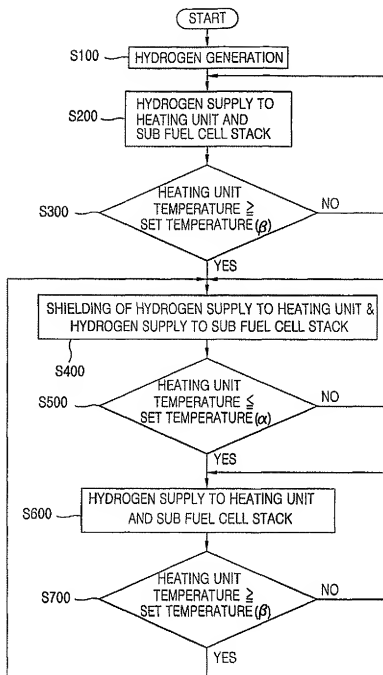 START
S100
HYDROGEN GENERATION
S200
HYDROGEN SUPPLY TO
HEATING UNIT AND
SUB FUEL CELL STACK
S300
HEATING UNIT
TEMPERATURE ≧
SET TEMPERATURE(β)
NO
YES
SHIELDING OF HYDROGEN SUPPLY TO HEATING UNIT &
HYDROGEN SUPPLY TO SUB FUEL CELL STACK
S400
S500
HEATING UNIT
TEMPERATURE ≦
SET TEMPERATURE(α)
NO
YES
S600
HYDROGEN SUPPLY TO HEATING UNIT
AND SUB FUEL CELL STACK
S700
HEATING UNIT
TEMPERATURE ≧
SET TEMPERATURE(β)
NO
YES